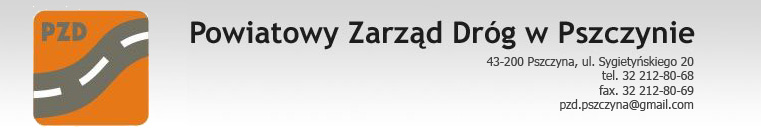 PZD
Powiatowy Zarząd Dróg w Pszczynie
43-200 Pszczyna, ul. Sygietyńskiego 20
tel. 32 212-80-68
fax. 32 212-80-69
pzd.pszczyna@gmail.com